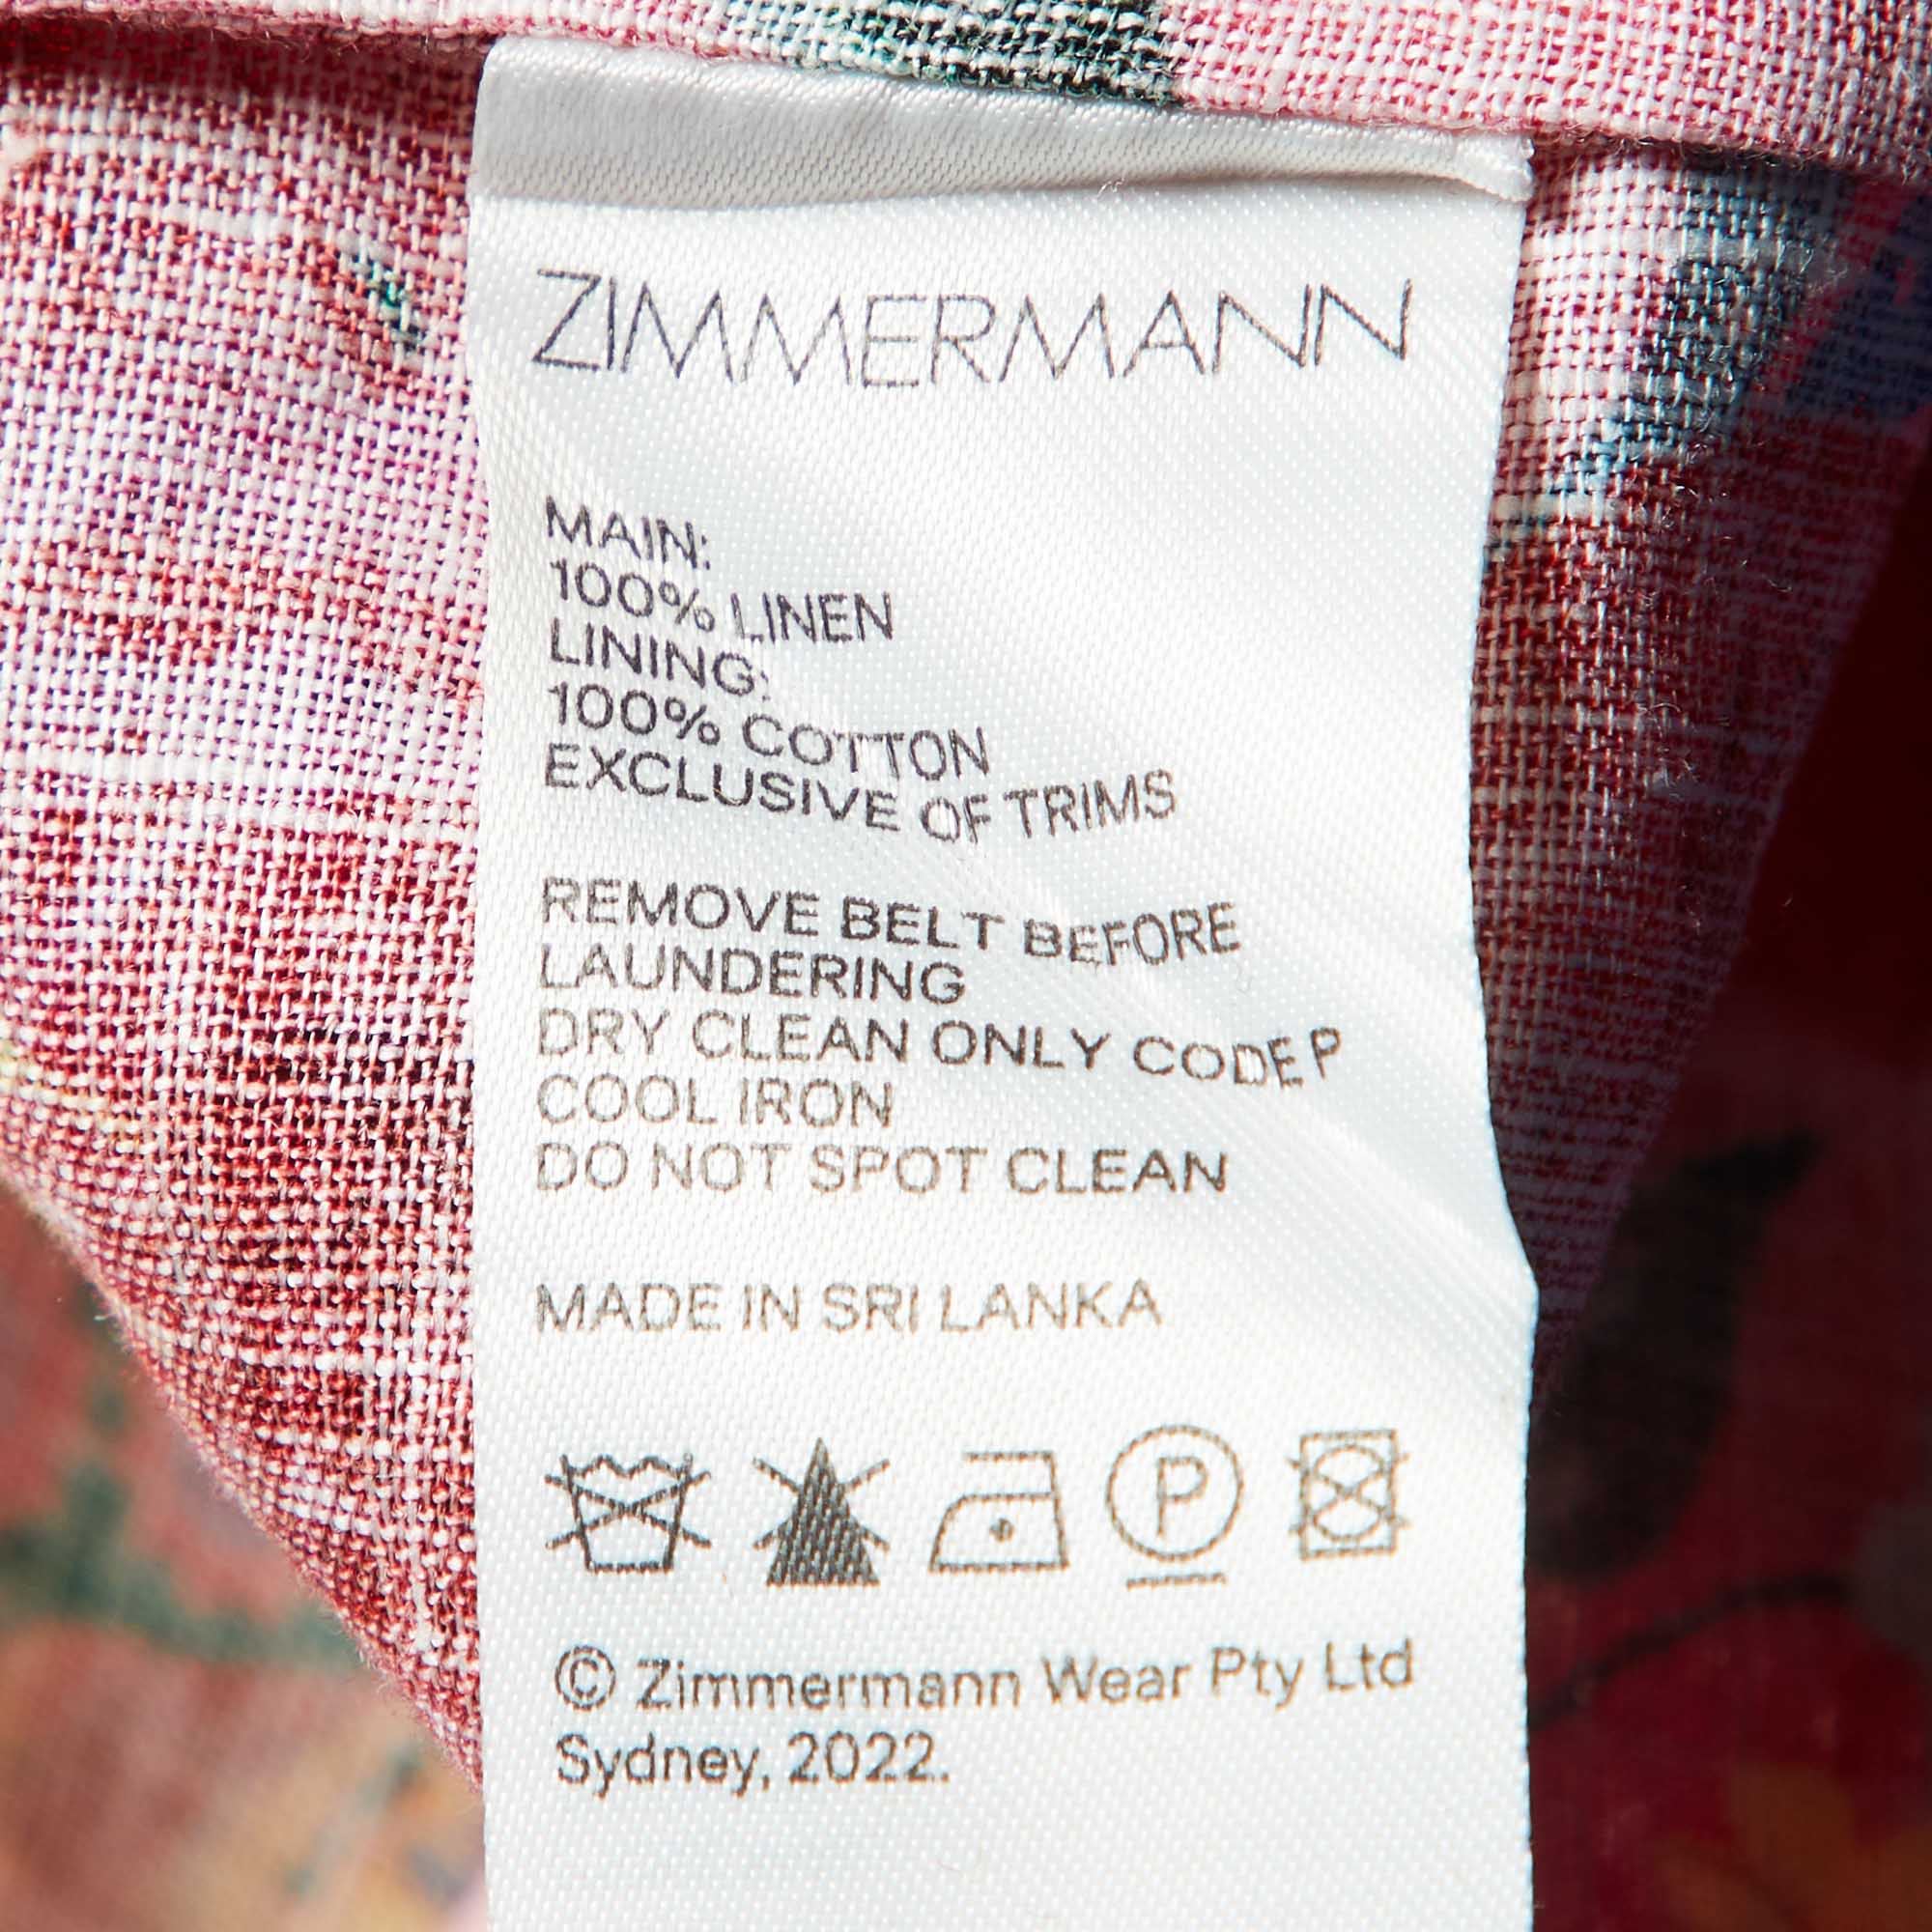 ZIMMERMANN
MAIN:
100% LINEN
LINING:
100% COTTON
EXCLUSIVE OF TRIMS
REMOVE BELT BEFORE
LAUNDERING
DRY CLEAN ONLY CODE P
COOL IRON
DO NOT SPOT CLEAN
MADE IN SRI LANKA
P
© Zimmermann Wear Pty Ltd
Sydney, 2022.